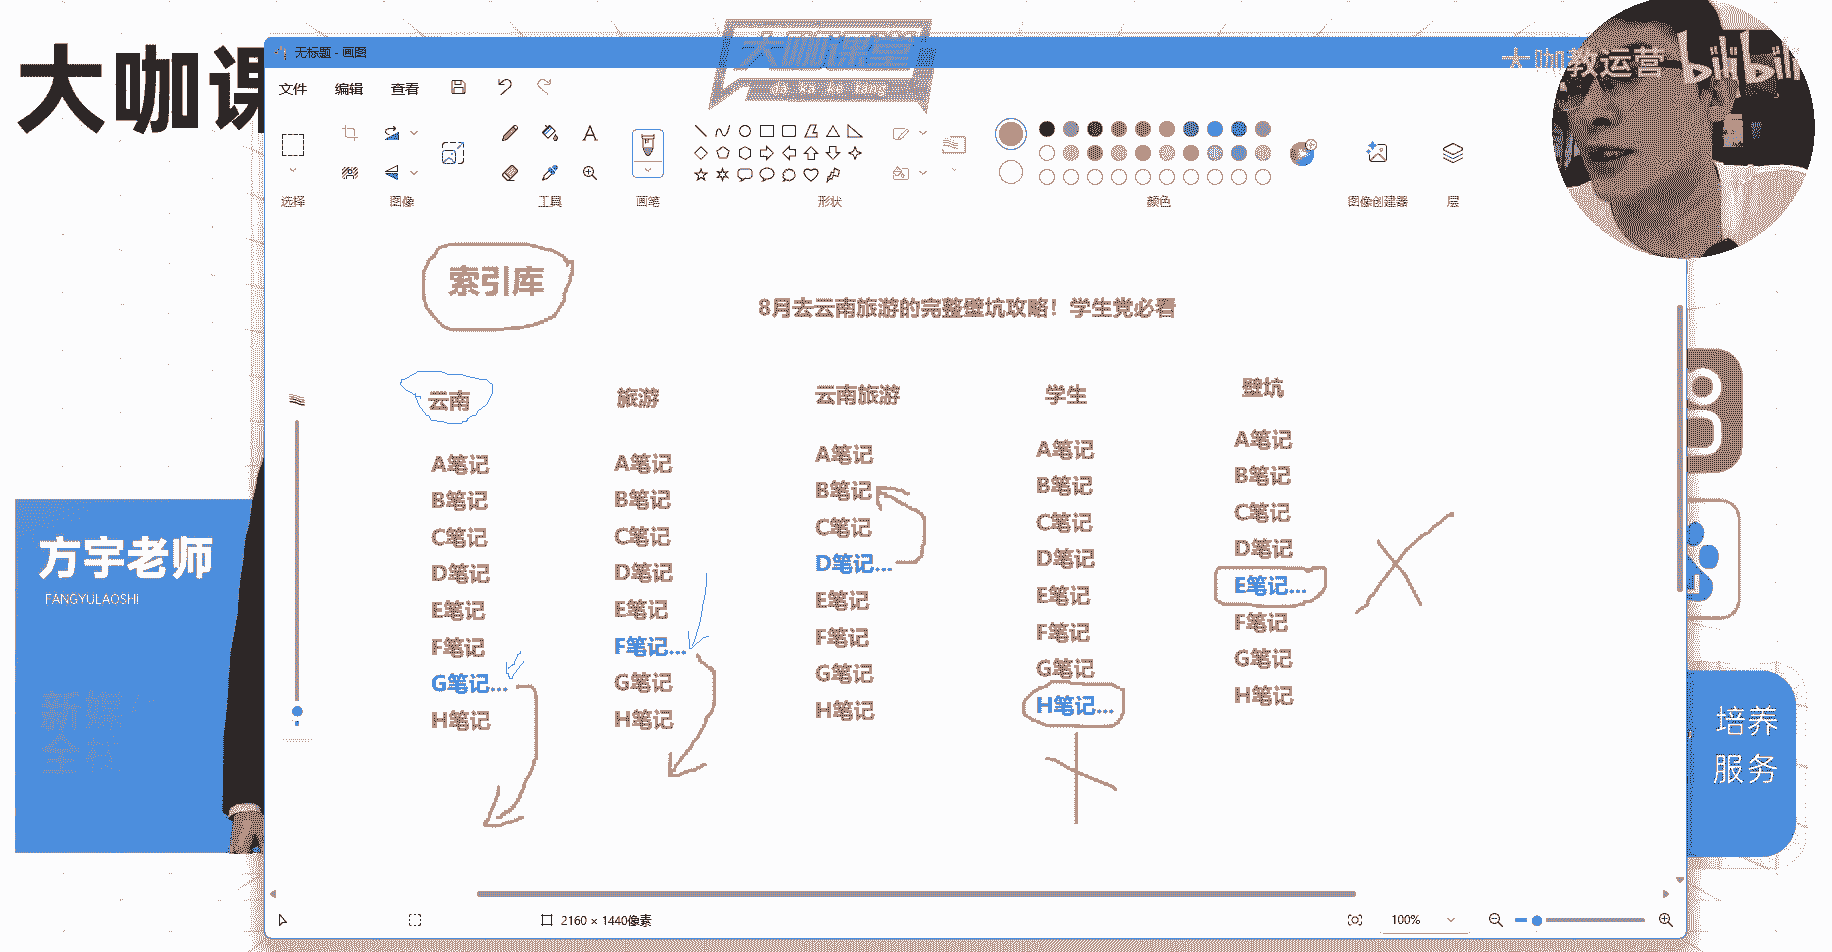 大咖课
大咖课堂
da ka ke tang
大咖教运营
bilibili
无标题 - 画图
文件 编辑 查看
选择 图像 工具 画笔 形状 颜色 图像创建器 层
索引库
8月去云南旅游的完整壁坑攻略！学生党必看
云南 旅游 云南旅游 学生 壁坑
A笔记 A笔记 A笔记 A笔记 A笔记
B笔记 B笔记 B笔记 B笔记 B笔记
C笔记 C笔记 C笔记 C笔记 C笔记
D笔记 D笔记 D笔记... D笔记 D笔记
E笔记 E笔记 E笔记 E笔记 E笔记...
F笔记 F笔记... F笔记 F笔记 F笔记
G笔记... G笔记 G笔记 G笔记 G笔记
H笔记 H笔记 H笔记 H笔记... H笔记
方宇老师
FANGYULAOSHI
新媒
全
培养
服务
2160 × 1440像素
100%